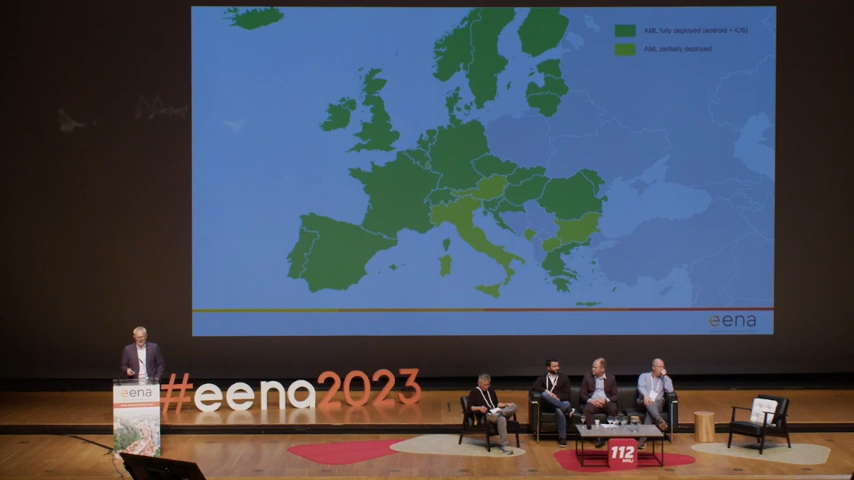 AML fully deployed (android + iOS)
AML partially deployed
eena
eena
#eena2023
112